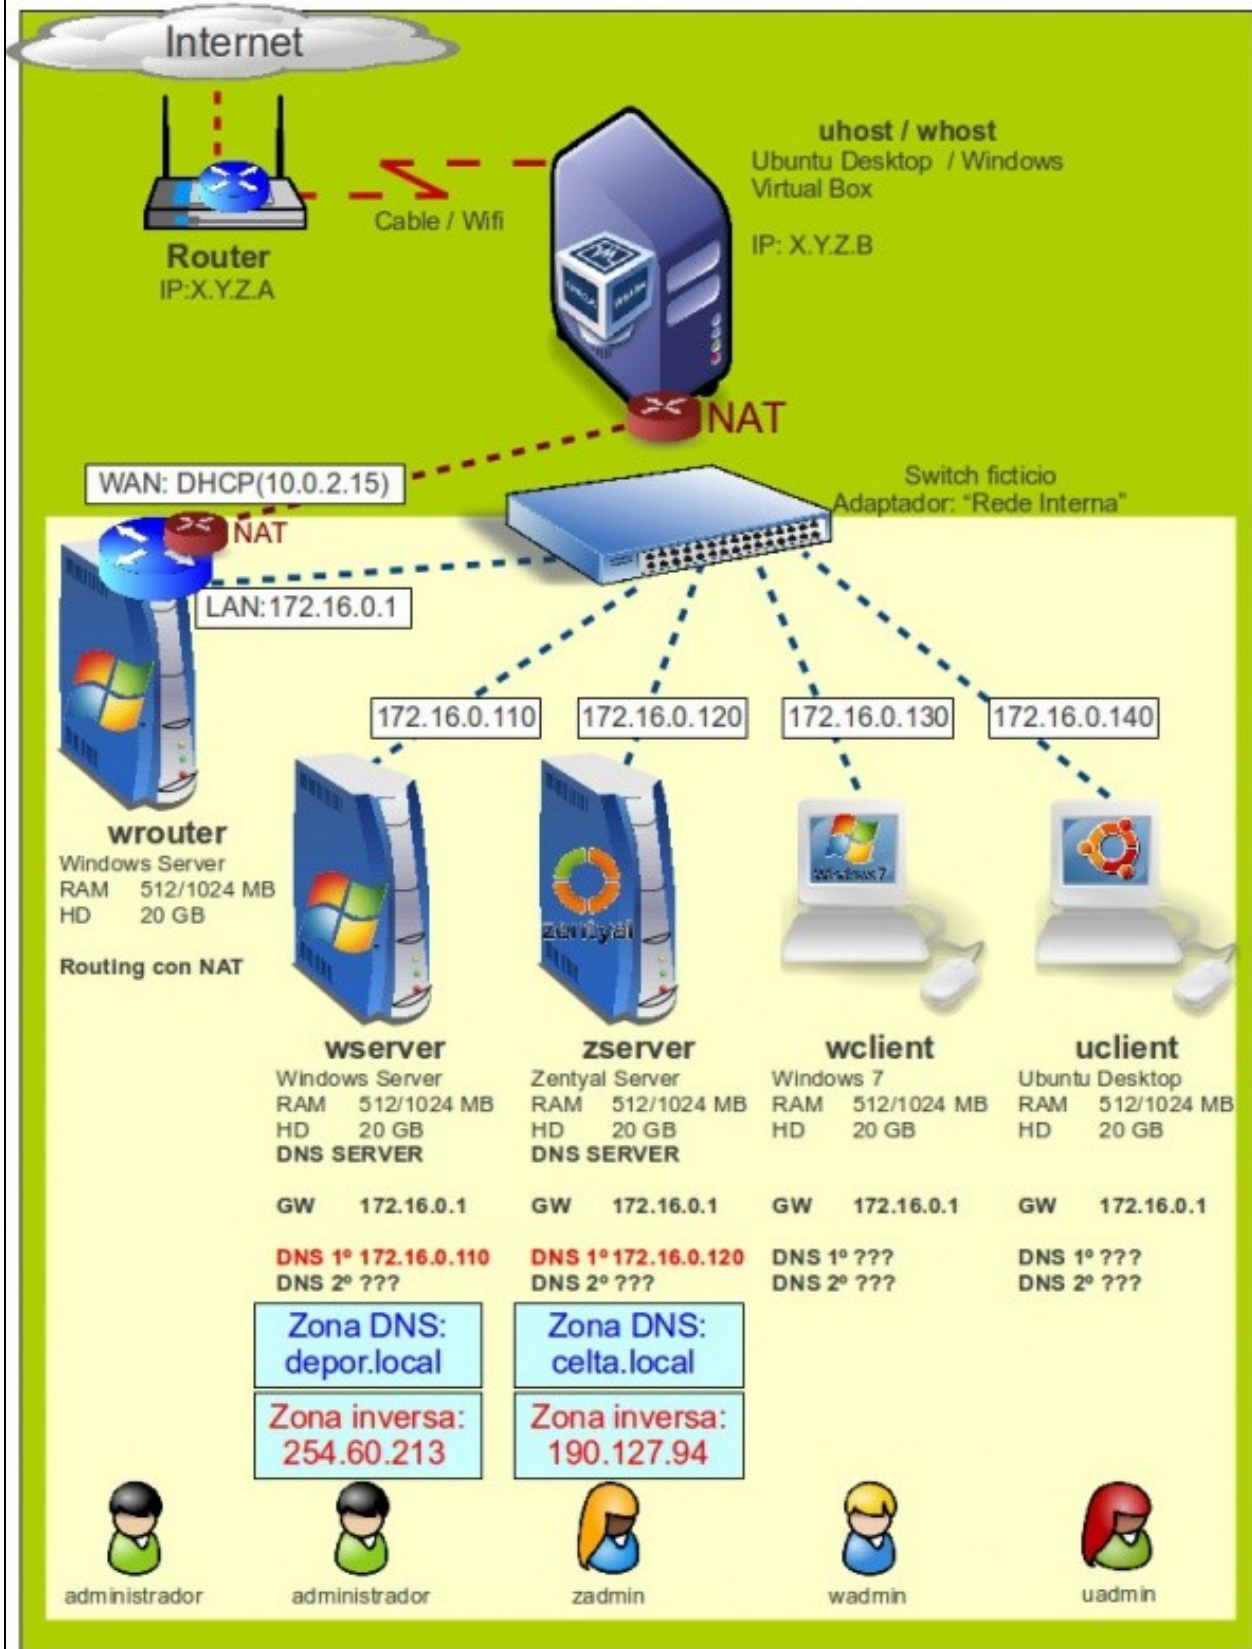 Internet
uhost / whost
Ubuntu Desktop / Windows
Virtual Box
IP: X.Y.Z.B
Cable / Wifi
Router
IP:X.Y.Z.A
NAT
WAN: DHCP(10.0.2.15)
Switch ficticio
Adaptador: “Rede Interna”
NAT
LAN:172.16.0.1
172.16.0.110
172.16.0.120
172.16.0.130
172.16.0.140
wrouter
Windows Server
RAM 512/1024 MB
HD 20 GB
Routing con NAT
zentyal
Windows 7
wserver
Windows Server
RAM 512/1024 MB
HD 20 GB
DNS SERVER
GW 172.16.0.1
DNS 1º 172.16.0.110
DNS 2º ???
Zona DNS:
depor.local
Zona inversa:
254.60.213
zserver
Zentyal Server
RAM 512/1024 MB
HD 20 GB
DNS SERVER
GW 172.16.0.1
DNS 1º 172.16.0.120
DNS 2º ???
Zona DNS:
celta.local
Zona inversa:
190.127.94
wclient
Windows 7
RAM 512/1024 MB
HD 20 GB
GW 172.16.0.1
DNS 1º ???
DNS 2º ???
uclient
Ubuntu Desktop
RAM 512/1024 MB
HD 20 GB
GW 172.16.0.1
DNS 1º ???
DNS 2º ???
administrador
administrador
zadmin
wadmin
uadmin